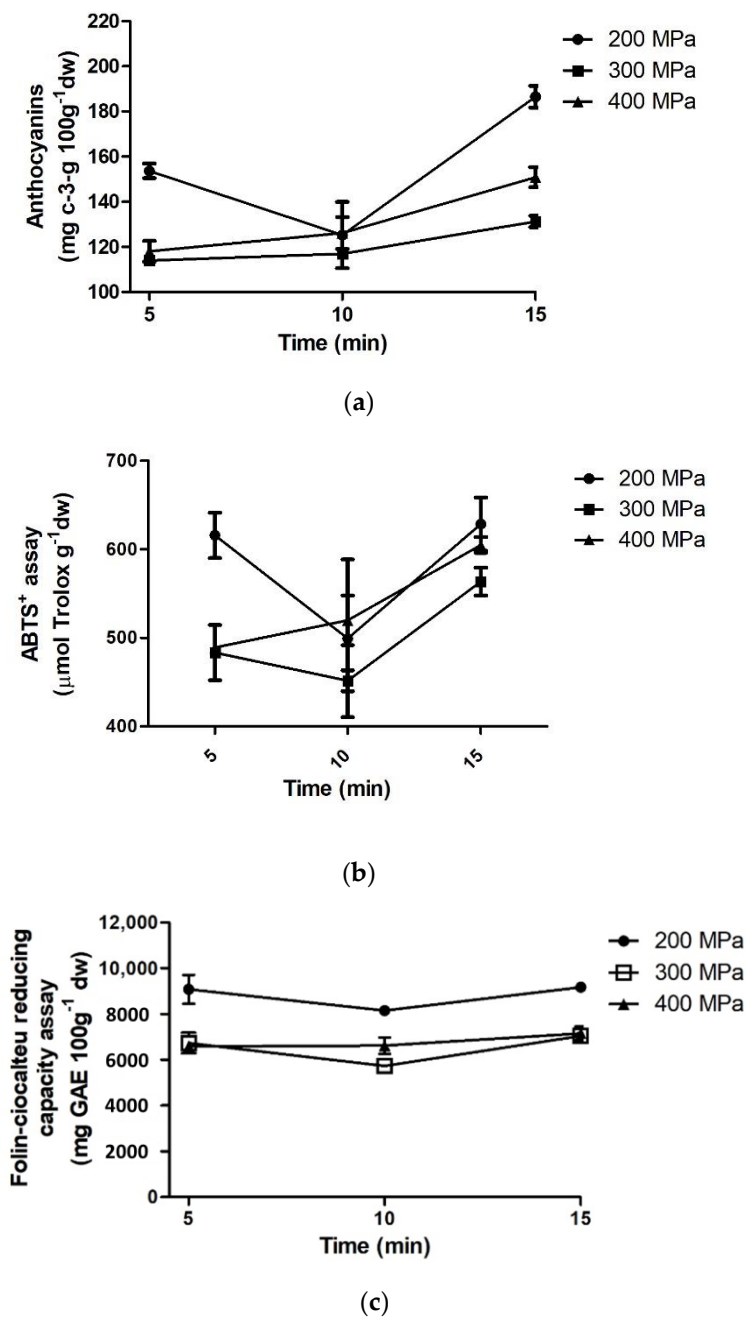 Anthocyanins
(mg c-3-g 100g⁻¹dw)
220
200
180
160
140
120
100
5
10
15
Time (min)
200 MPa
300 MPa
400 MPa
(a)
ABTS⁺ assay
(μmol Trolox g⁻¹dw)
700
600
500
400
5
10
15
Time (min)
200 MPa
300 MPa
400 MPa
(b)
Folin-ciocalteu reducing
capacity assay
(mg GAE 100g⁻¹ dw)
12,000
10,000
8000
6000
4000
2000
0
5
10
15
Time (min)
200 MPa
300 MPa
400 MPa
(c)